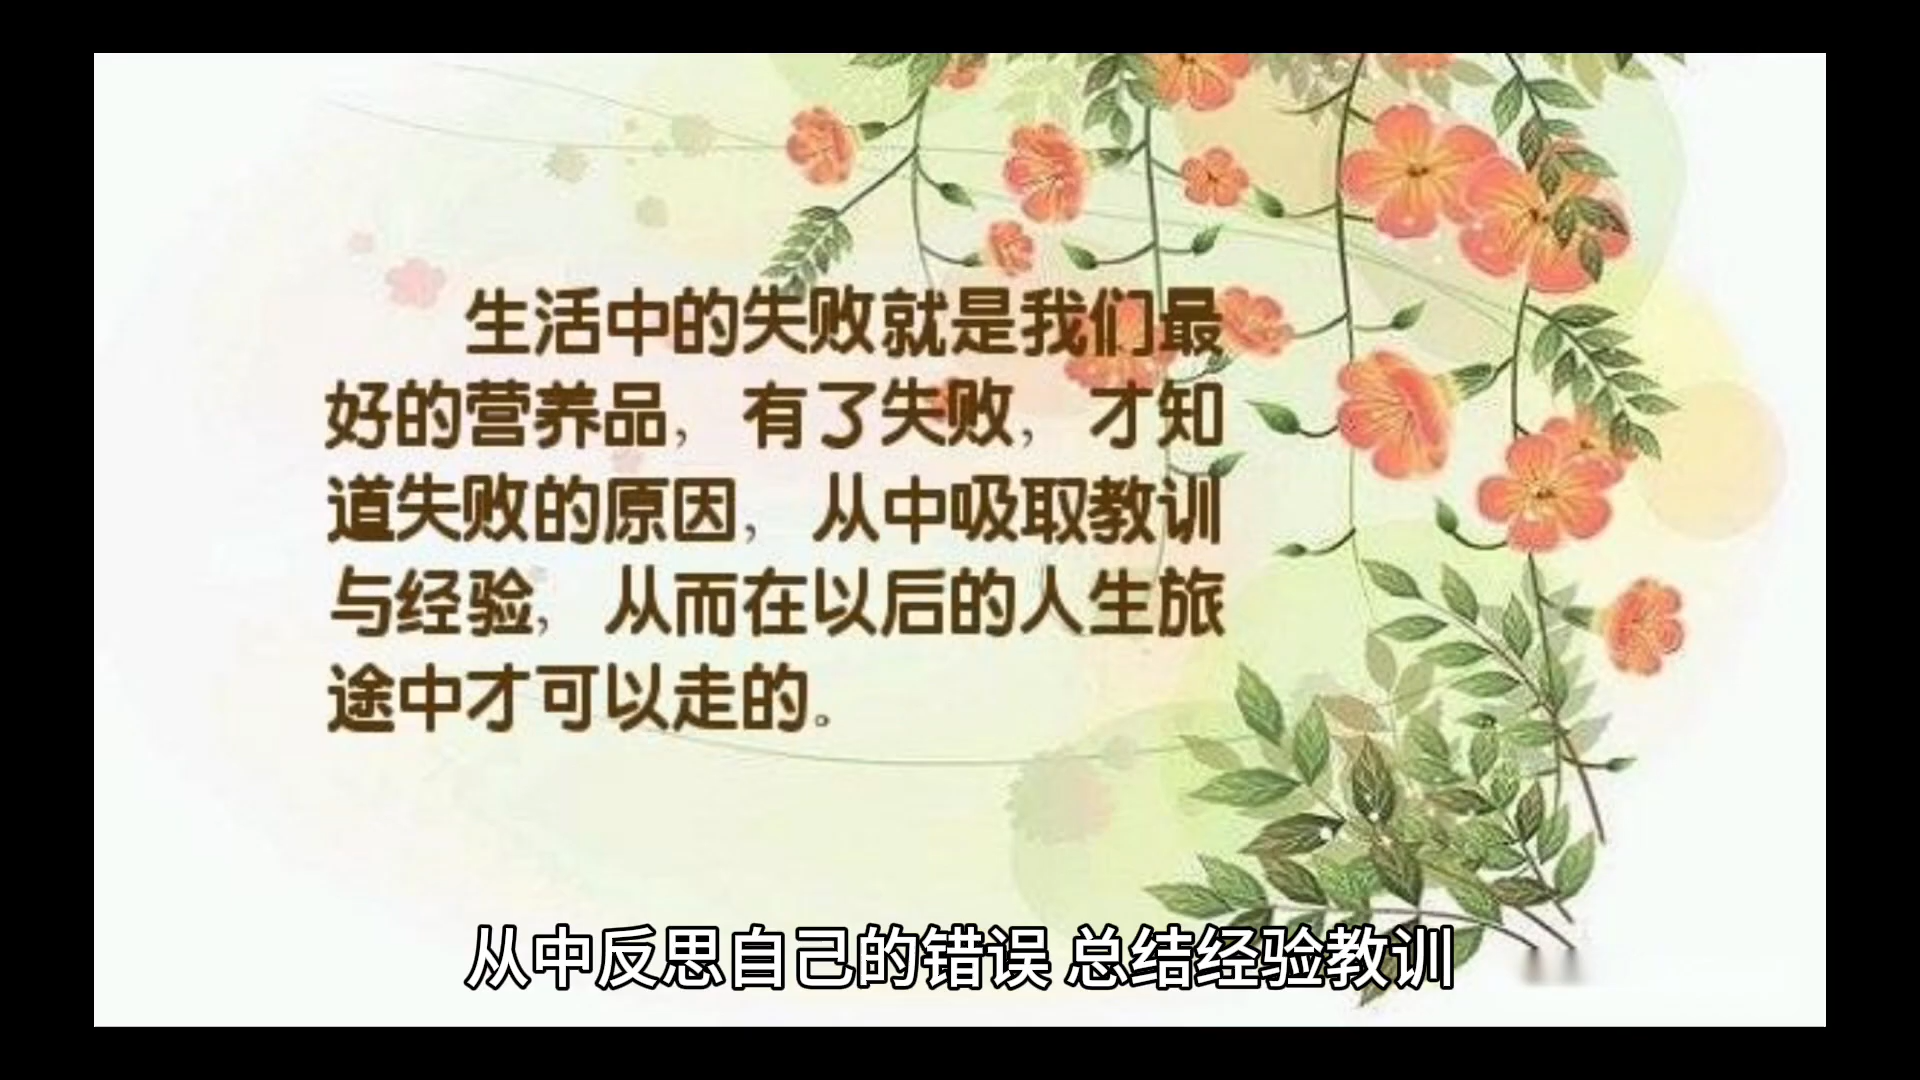 生活中的失败就是我们最
好的营养品，有了失败，才知
道失败的原因，从中吸取教训
与经验，从而在以后的人生旅
途中才可以走的。
从中反思自己的错误 总结经验教训